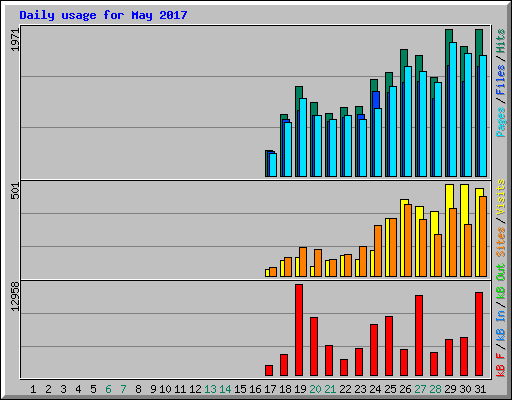 Daily usage for May 2017
1971
Pages / Files / Hits
501
Sites / Visits
12958
kB F / kB In / kB Out
1 2 3 4 5 6 7 8 9 10 11 12 13 14 15 16 17 18 19 20 21 22 23 24 25 26 27 28 29 30 31